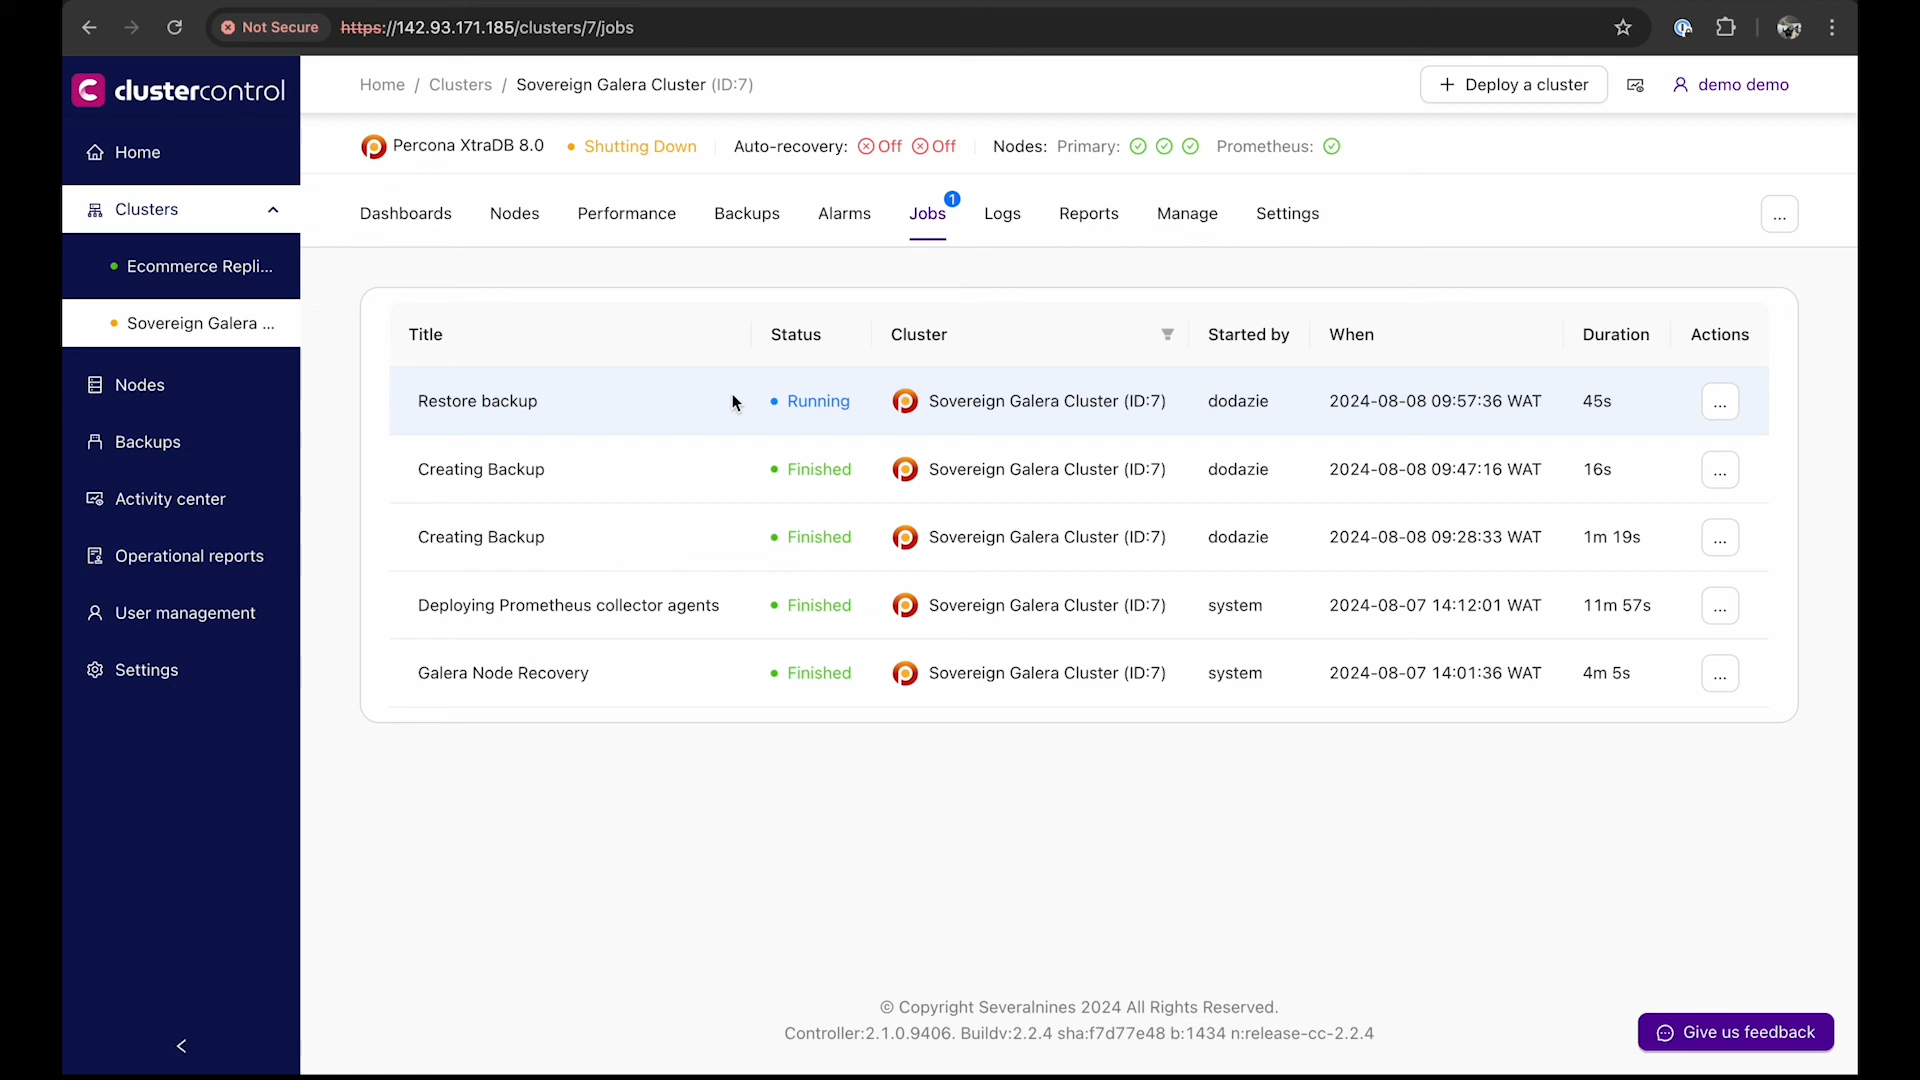 Not Secure https://142.93.171.185/clusters/7/jobs
clustercontrol
Home / Clusters / Sovereign Galera Cluster (ID:7)
Deploy a cluster
demo demo
Home
Clusters
Ecommerce Repli...
Sovereign Galera ...
Nodes
Backups
Activity center
Operational reports
User management
Settings
Percona XtraDB 8.0 Shutting Down Auto-recovery: Off Off Nodes: Primary: Prometheus:
Dashboards Nodes Performance Backups Alarms Jobs 1 Logs Reports Manage Settings ...
Title Status Cluster Started by When Duration Actions
Restore backup Running Sovereign Galera Cluster (ID:7) dodazie 2024-08-08 09:57:36 WAT 45s ...
Creating Backup Finished Sovereign Galera Cluster (ID:7) dodazie 2024-08-08 09:47:16 WAT 16s ...
Creating Backup Finished Sovereign Galera Cluster (ID:7) dodazie 2024-08-08 09:28:33 WAT 1m 19s ...
Deploying Prometheus collector agents Finished Sovereign Galera Cluster (ID:7) system 2024-08-07 14:12:01 WAT 11m 57s ...
Galera Node Recovery Finished Sovereign Galera Cluster (ID:7) system 2024-08-07 14:01:36 WAT 4m 5s ...
© Copyright Severalnines 2024 All Rights Reserved.
Controller:2.1.0.9406. Buildv:2.2.4 sha:f7d77e48 b:1434 n:release-cc-2.2.4
Give us feedback